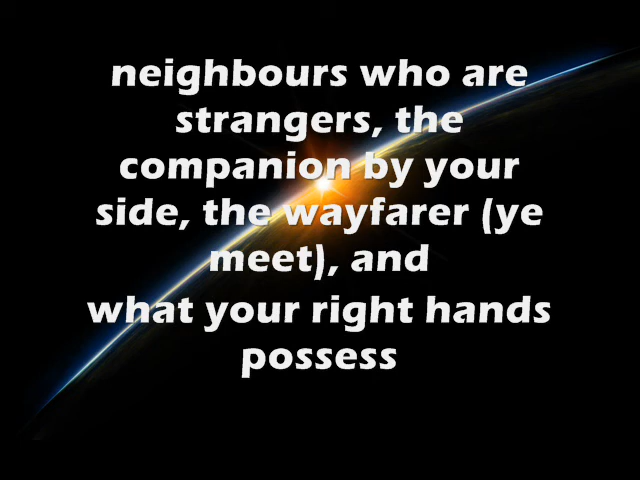 neighbours who are
strangers, the
companion by your
side, the wayfarer (ye
meet), and
what your right hands
possess